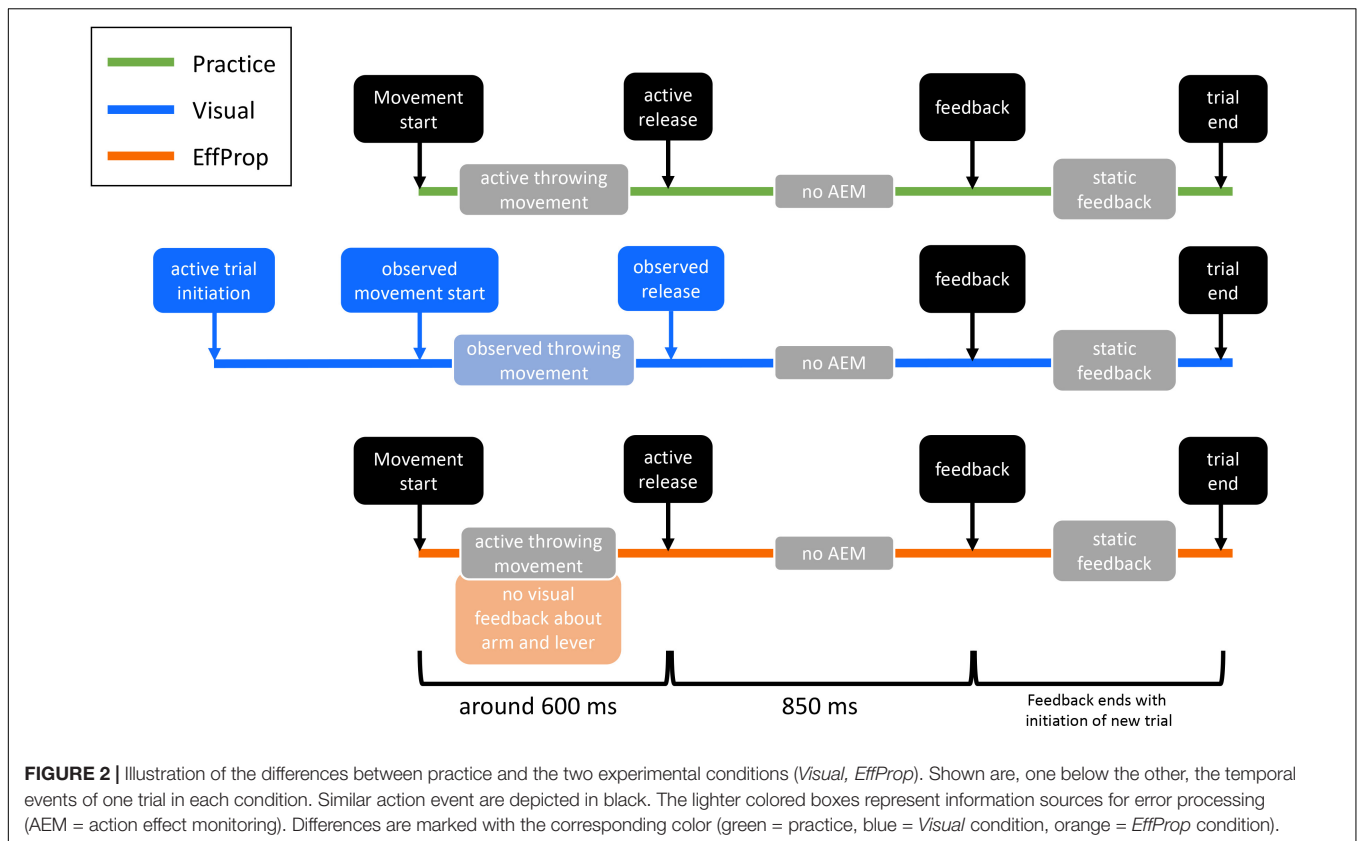 Practice
Visual
EffProp
Movement
start
active
release
feedback
trial
end
active throwing
movement
no AEM
static
feedback
active trial
initiation
observed
movement start
observed
release
feedback
trial
end
observed throwing
movement
no AEM
static
feedback
Movement
start
active
release
feedback
trial
end
active throwing
movement
no AEM
static
feedback
no visual
feedback about
arm and lever
around 600 ms
850 ms
Feedback ends with
initiation of new trial
FIGURE 2 | Illustration of the differences between practice and the two experimental conditions (Visual, EffProp). Shown are, one below the other, the temporal
events of one trial in each condition. Similar action event are depicted in black. The lighter colored boxes represent information sources for error processing
(AEM = action effect monitoring). Differences are marked with the corresponding color (green = practice, blue = Visual condition, orange = EffProp condition).